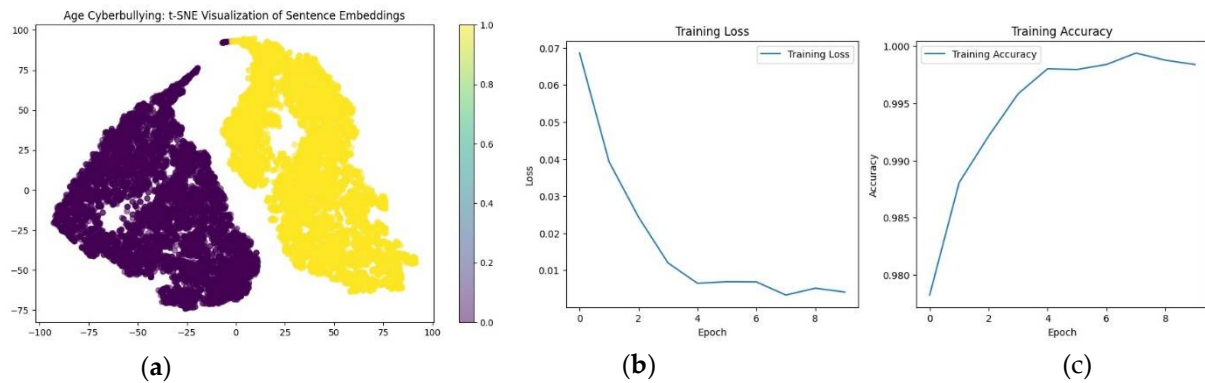 Age Cyberbullying: t-SNE Visualization of Sentence Embeddings
100
75
50
25
0
−25
−50
−75
−100 −75 −50 −25 0 25 50 75 100
1.0
0.8
0.6
0.4
0.2
0.0
(a)
Training Loss
Training Loss
Loss
0.07
0.06
0.05
0.04
0.03
0.02
0.01
0 2 4 6 8
Epoch
(b)
Training Accuracy
Training Accuracy
Accuracy
1.000
0.995
0.990
0.985
0.980
0 2 4 6 8
Epoch
(c)